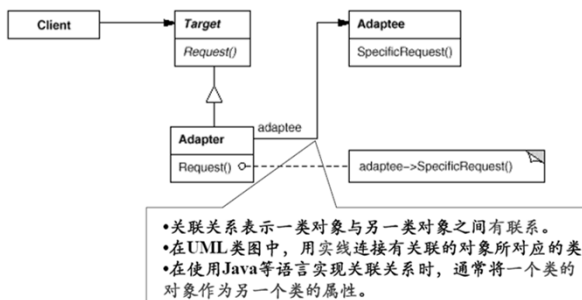 Client
Target
Request()
Adaptee
SpecificRequest()
adaptee
Adapter
Request()
adaptee->SpecificRequest()
•关联关系表示一类对象与另一类对象之间有联系。
•在UML类图中，用实线连接有关联的对象所对应的类
•在使用Java等语言实现关联关系时，通常将一个类的
对象作为另一个类的属性。